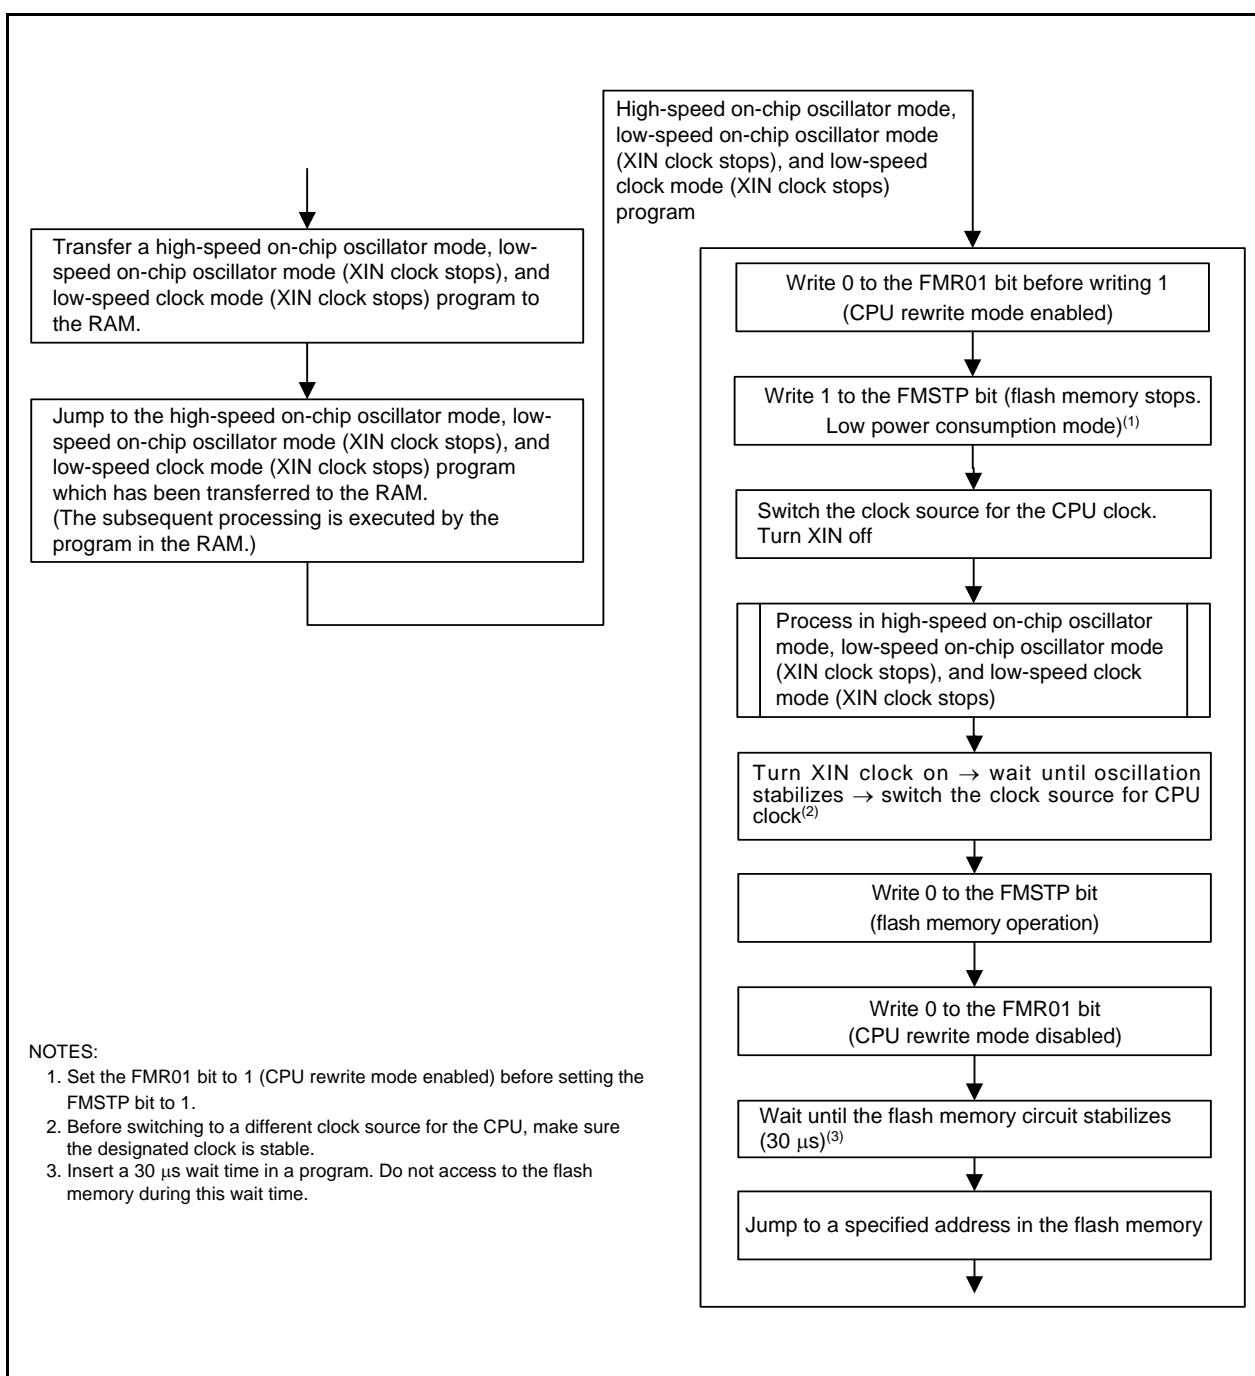 Transfer a high-speed on-chip oscillator mode, low-
speed on-chip oscillator mode (XIN clock stops), and
low-speed clock mode (XIN clock stops) program to
the RAM.
Jump to the high-speed on-chip oscillator mode, low-
speed on-chip oscillator mode (XIN clock stops), and
low-speed clock mode (XIN clock stops) program
which has been transferred to the RAM.
(The subsequent processing is executed by the
program in the RAM.)
High-speed on-chip oscillator mode,
low-speed on-chip oscillator mode
(XIN clock stops), and low-speed
clock mode (XIN clock stops)
program
Write 0 to the FMR01 bit before writing 1
(CPU rewrite mode enabled)
Write 1 to the FMSTP bit (flash memory stops.
Low power consumption mode)(1)
Switch the clock source for the CPU clock.
Turn XIN off
Process in high-speed on-chip oscillator
mode, low-speed on-chip oscillator mode
(XIN clock stops), and low-speed clock
mode (XIN clock stops)
Turn XIN clock on → wait until oscillation
stabilizes → switch the clock source for CPU
clock(2)
Write 0 to the FMSTP bit
(flash memory operation)
Write 0 to the FMR01 bit
(CPU rewrite mode disabled)
Wait until the flash memory circuit stabilizes
(30 μs)(3)
Jump to a specified address in the flash memory
NOTES:
1. Set the FMR01 bit to 1 (CPU rewrite mode enabled) before setting the
FMSTP bit to 1.
2. Before switching to a different clock source for the CPU, make sure
the designated clock is stable.
3. Insert a 30 μs wait time in a program. Do not access to the flash
memory during this wait time.